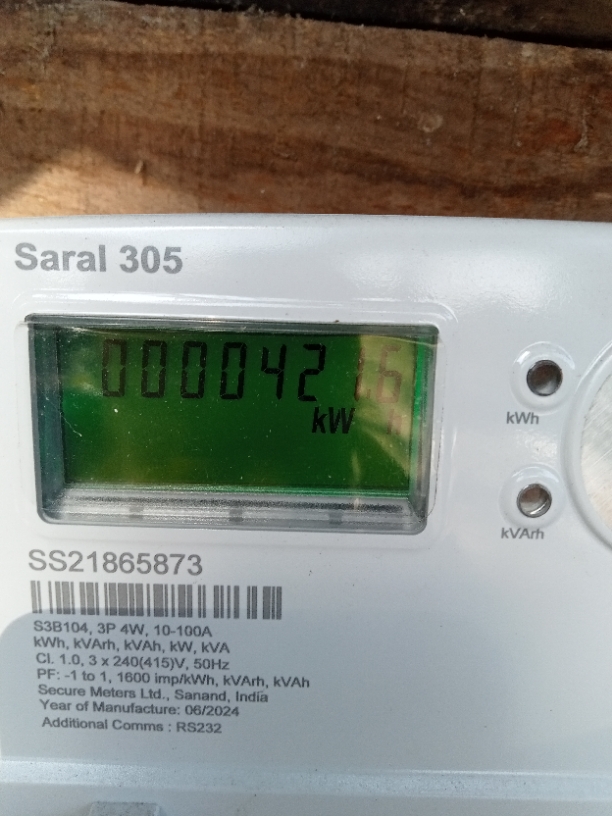 Saral 305
0000421.6
kW h
kWh
kVArh
SS21865873
S3B104, 3P 4W, 10-100A
kWh, kVArh, kVAh, kW, kVA
Cl. 1.0, 3 x 240(415)V, 50Hz
PF: -1 to 1, 1600 imp/kWh, kVArh, kVAh
Secure Meters Ltd., Sanand, India
Year of Manufacture: 06/2024
Additional Comms : RS232